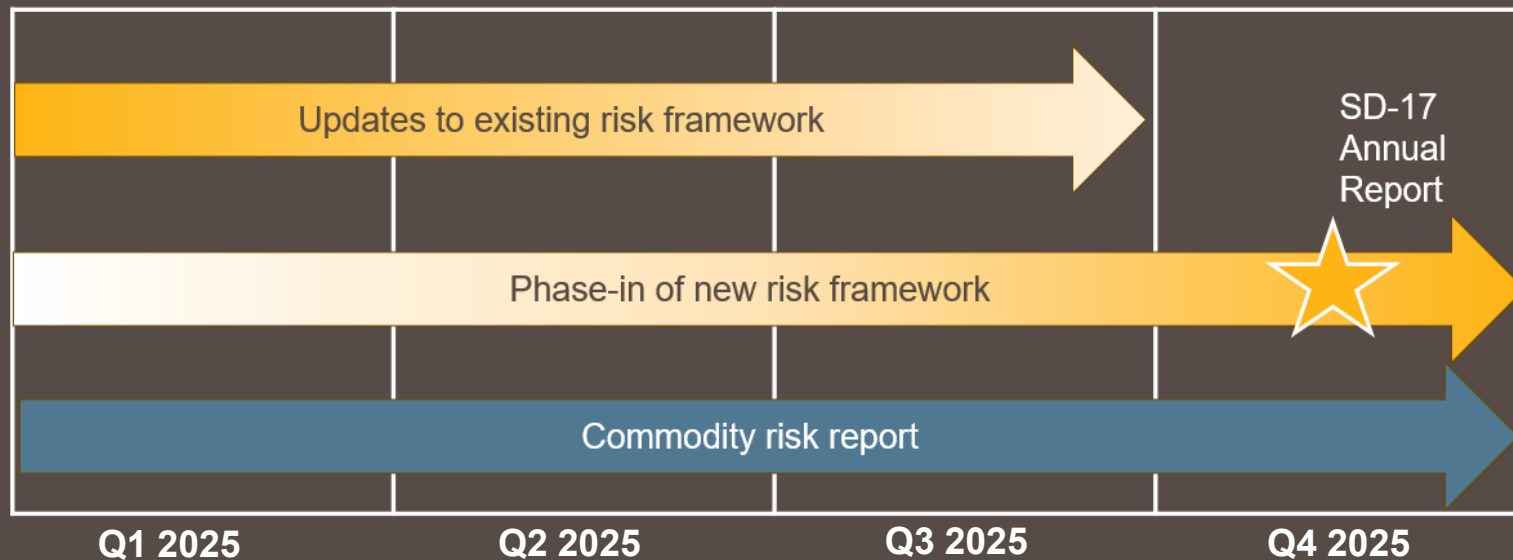 Updates to existing risk framework
SD-17
Annual
Report
Phase-in of new risk framework
Commodity risk report
Q1 2025
Q2 2025
Q3 2025
Q4 2025